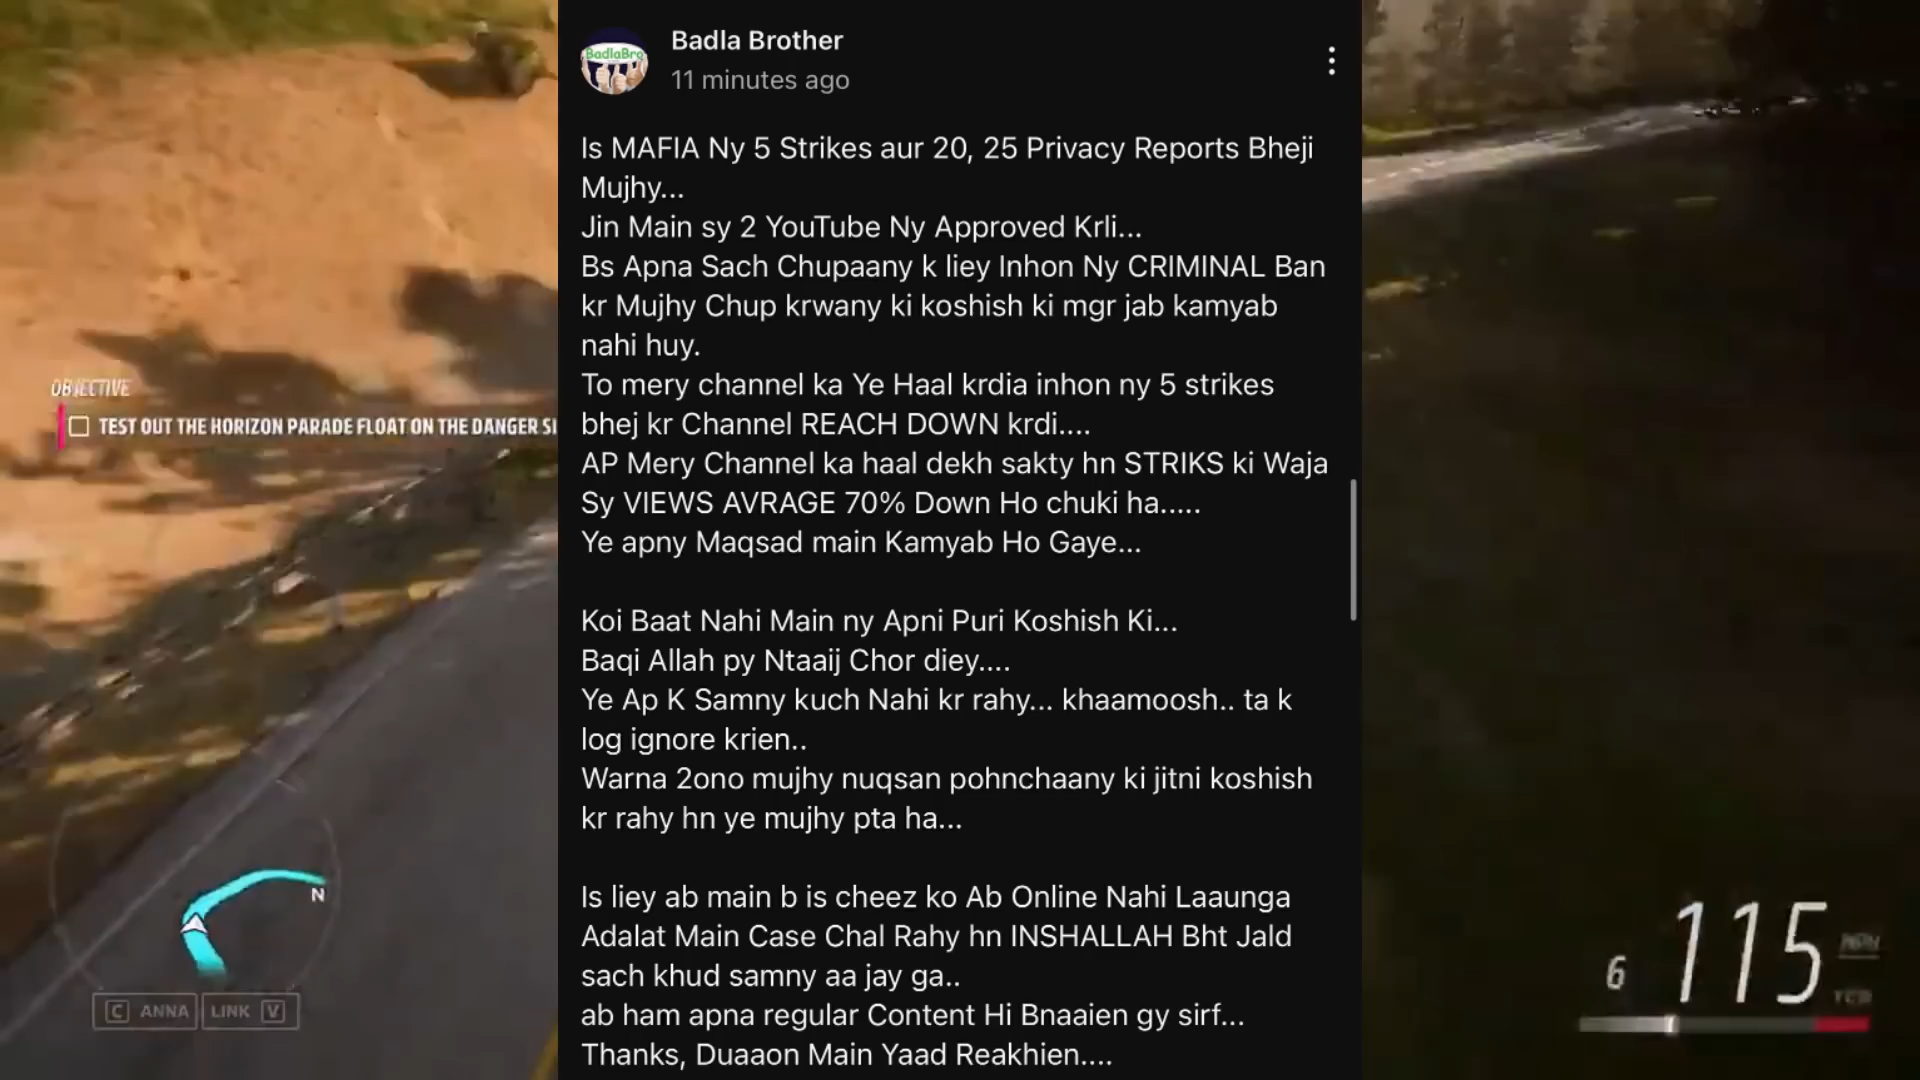 BadlaBro
Badla Brother
11 minutes ago
Is MAFIA Ny 5 Strikes aur 20, 25 Privacy Reports Bheji
Mujhy...
Jin Main sy 2 YouTube Ny Approved Krli...
Bs Apna Sach Chupaany k liey Inhon Ny CRIMINAL Ban
kr Mujhy Chup krwany ki koshish ki mgr jab kamyab
nahi huy.
To mery channel ka Ye Haal krdia inhon ny 5 strikes
bhej kr Channel REACH DOWN krdi....
AP Mery Channel ka haal dekh sakty hn STRIKS ki Waja
Sy VIEWS AVRAGE 70% Down Ho chuki ha.....
Ye apny Maqsad main Kamyab Ho Gaye...
Koi Baat Nahi Main ny Apni Puri Koshish Ki...
Baqi Allah py Ntaaij Chor diey....
Ye Ap K Samny kuch Nahi kr rahy... khaamoosh.. ta k
log ignore krien..
Warna 2ono mujhy nuqsan pohnchaany ki jitni koshish
kr rahy hn ye mujhy pta ha...
Is liey ab main b is cheez ko Ab Online Nahi Laaunga
Adalat Main Case Chal Rahy hn INSHALLAH Bht Jald
sach khud samny aa jay ga..
ab ham apna regular Content Hi Bnaaien gy sirf...
Thanks, Duaaon Main Yaad Reakhien....
OBJECTIVE
TEST OUT THE HORIZON PARADE FLOAT ON THE DANGER SI
N
C ANNA LINK V
6 115 MPH
TCR